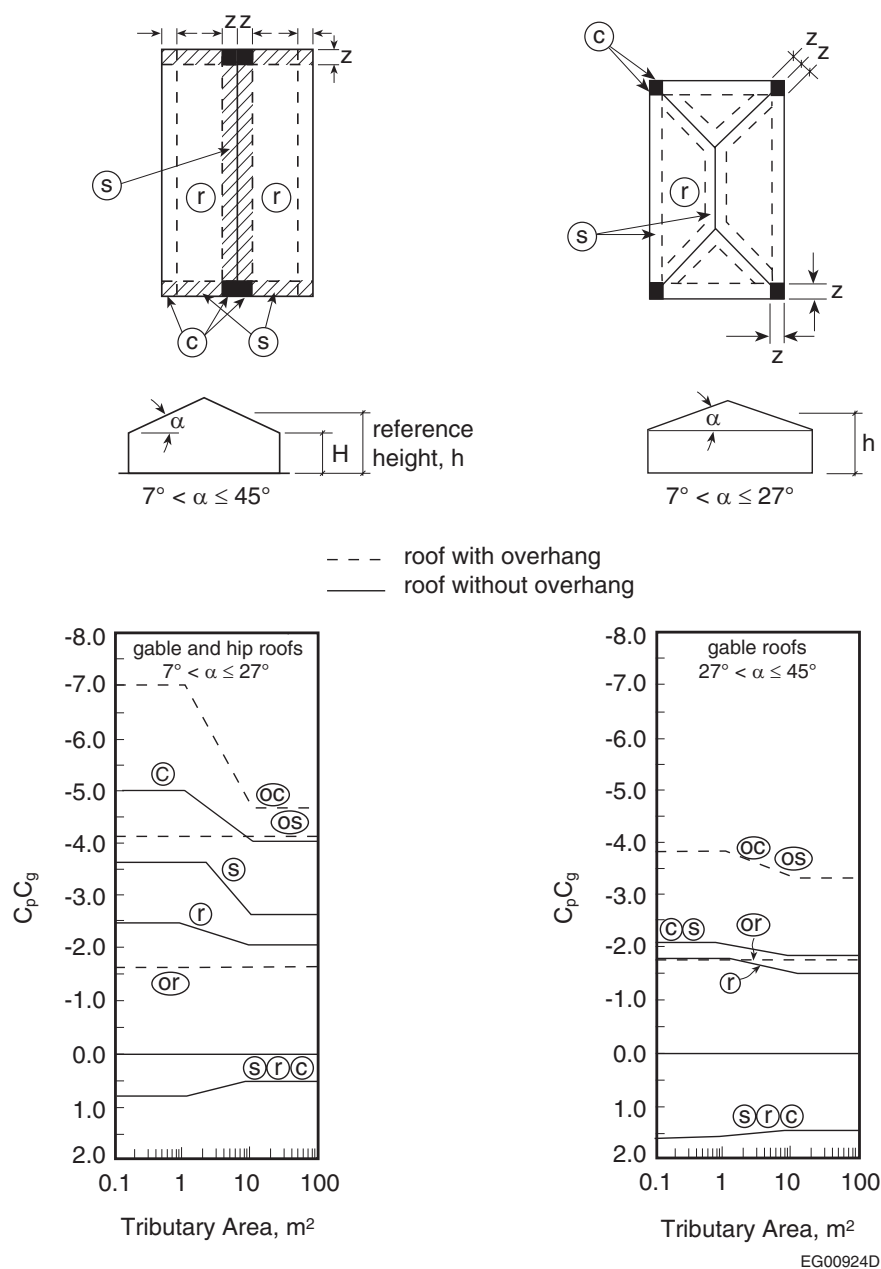 z z
z
s
r
r
c
s
c
z
z
r
s
z
z
α
H
reference
height, h
7° < α ≤ 45°
α
h
7° < α ≤ 27°
roof with overhang
roof without overhang
gable and hip roofs
7° < α ≤ 27°
-8.0
-7.0
-6.0
-5.0
-4.0
-3.0
-2.0
-1.0
0.0
1.0
2.0
CpCg
c
oc
os
s
r
or
s r c
0.1 1 10 100
Tributary Area, m²
gable roofs
27° < α ≤ 45°
-8.0
-7.0
-6.0
-5.0
-4.0
-3.0
-2.0
-1.0
0.0
1.0
2.0
CpCg
oc
os
c s
or
r
s r c
0.1 1 10 100
Tributary Area, m²
EG00924D